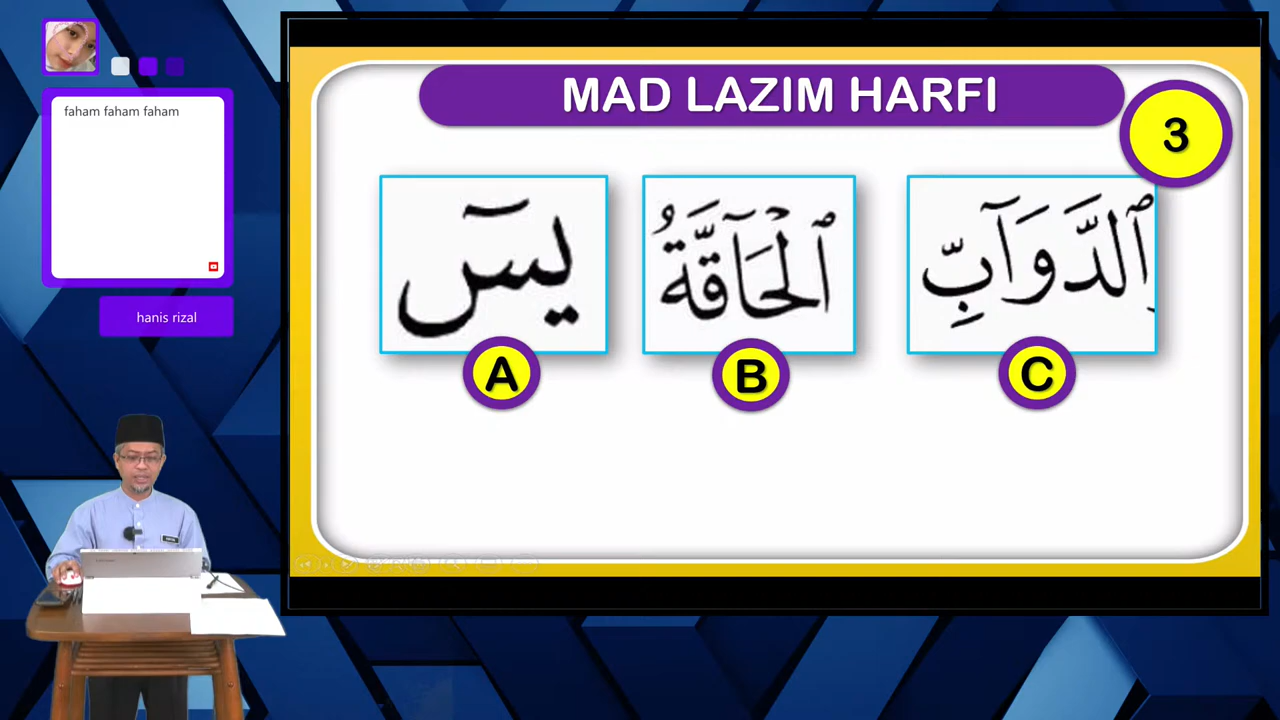 faham faham faham
hanis rizal
MAD LAZIM HARFI
3
يسٓ
ٱلْحَآقَّةُ
ٱلدَّوَآبِّ
A
B
C